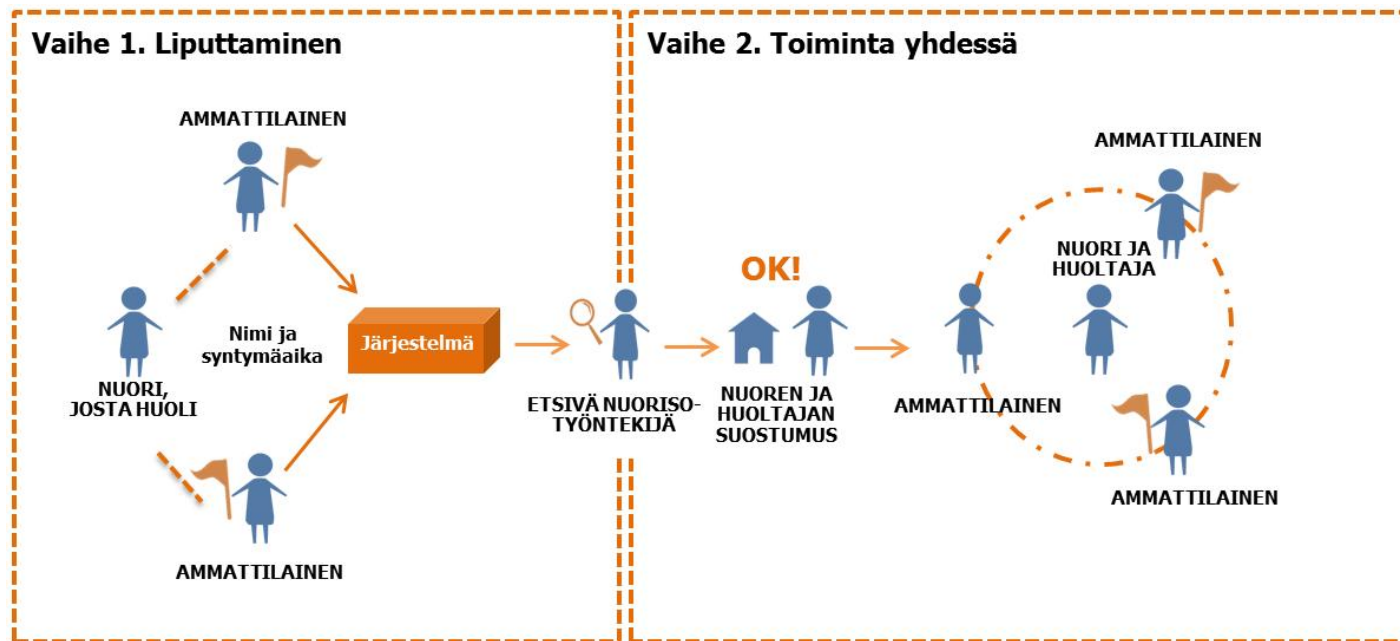 Vaihe 1. Liputtaminen
AMMATTILAINEN
Nimi ja
syntymäaika
Järjestelmä
NUORI,
JOSTA HUOLI
AMMATTILAINEN
ETSIVÄ NUORISO-
TYÖNTEKIJÄ
Vaihe 2. Toiminta yhdessä
OK!
NUOREN JA
HUOLTAJAN
SUOSTUMUS
AMMATTILAINEN
NUORI JA
HUOLTAJA
AMMATTILAINEN
AMMATTILAINEN